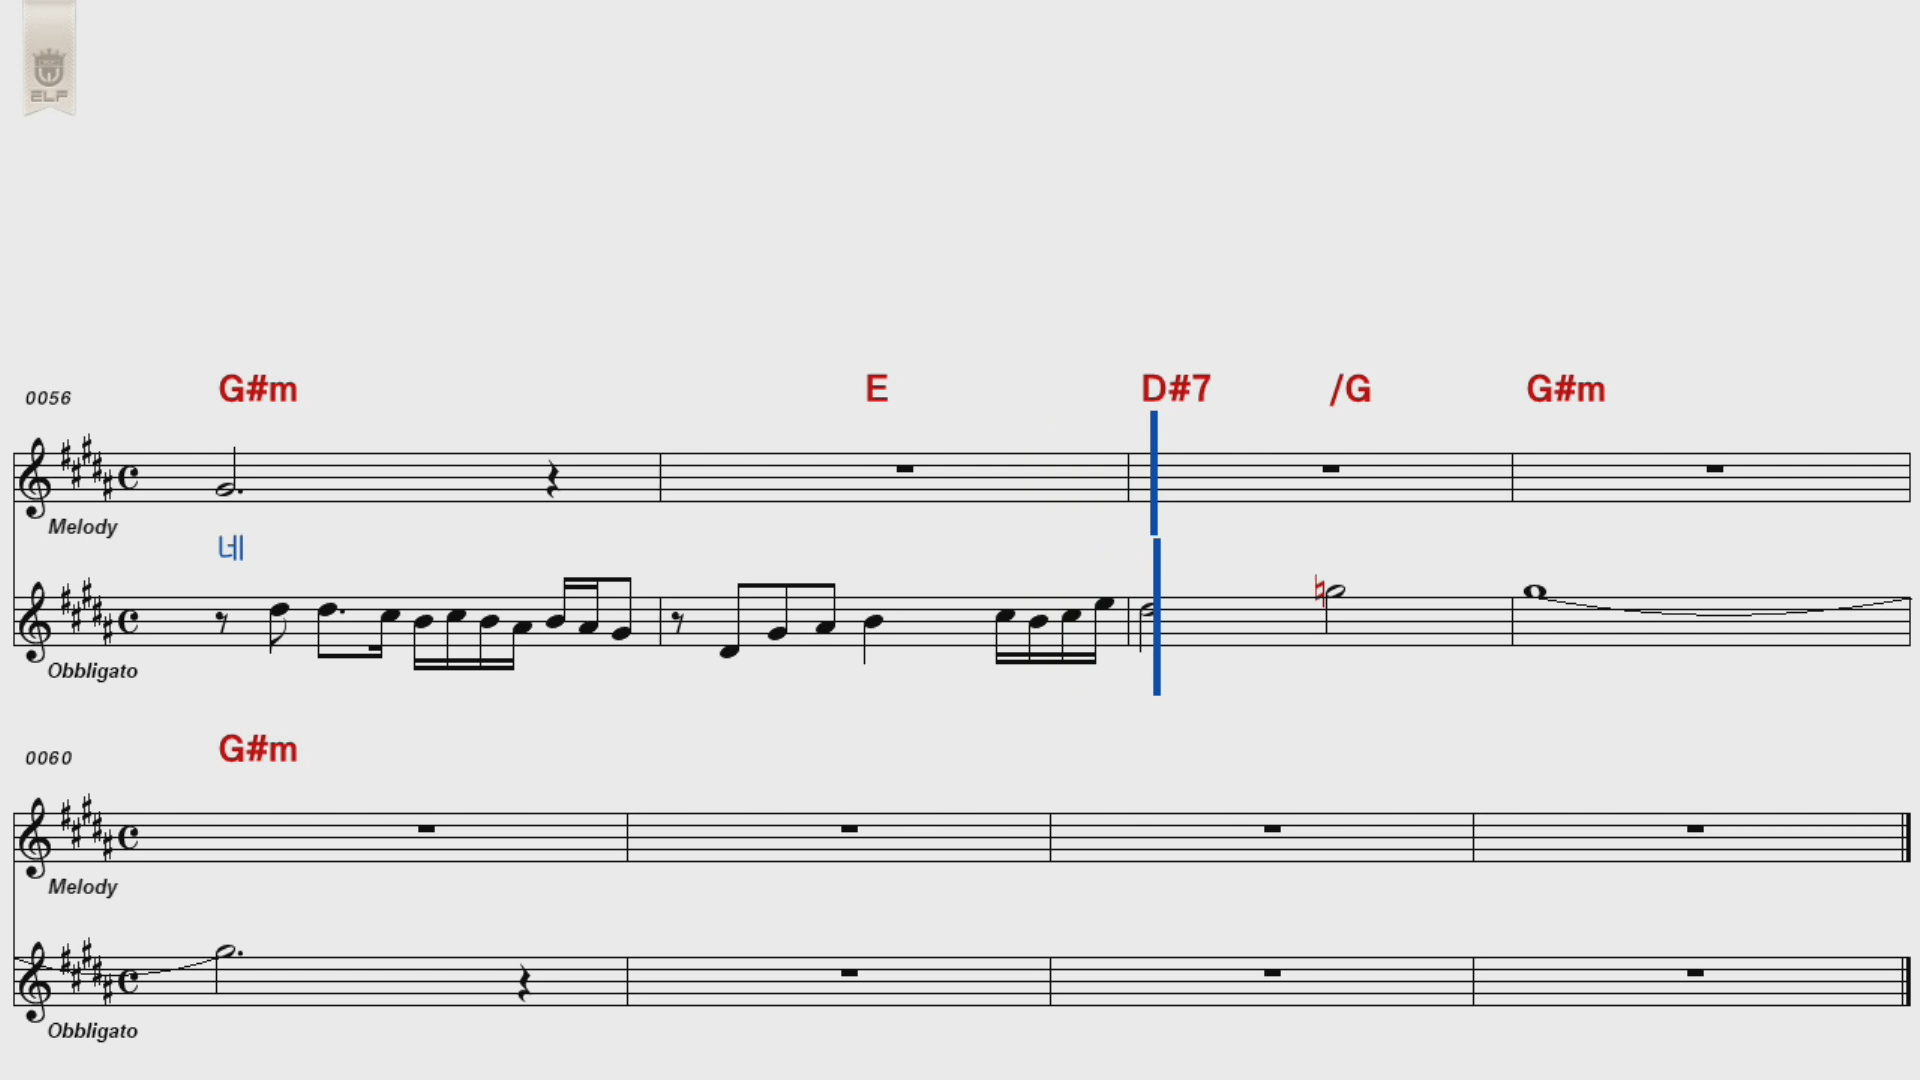 ELF
G#m E D#7 /G G#m
0056
Melody
네
Obbligato
G#m
0060
Melody
Obbligato